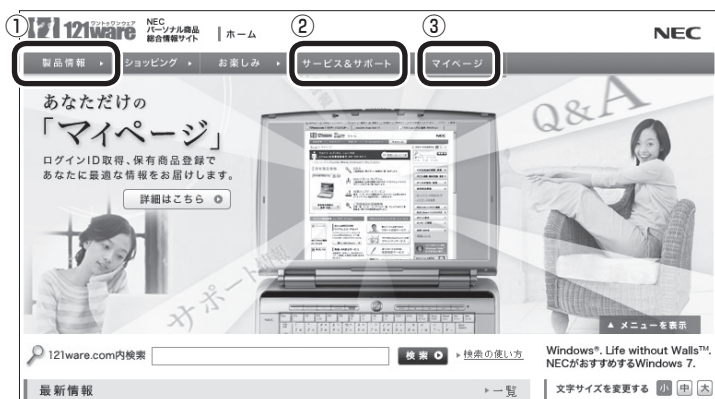 ① ② ③
121 121ware ワントゥワンウェア NEC
パーソナル商品
総合情報サイト
ホーム
NEC
製品情報 ショッピング お楽しみ サービス&サポート マイページ
あなただけの
「マイページ」
ログインID取得、保有商品登録で
あなたに最適な情報をお届けします。
詳細はこちら
Q&A
サポート情報
▲ メニューを表示
121ware.com内検索
検索
検索の使い方
Windows®. Life without Walls™.
NECがおすすめするWindows 7.
最新情報
一覧
文字サイズを変更する 小 中 大